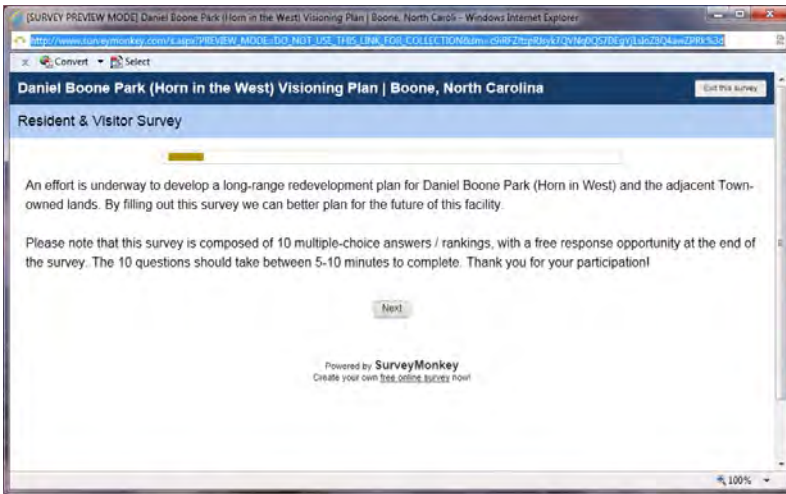 [SURVEY PREVIEW MODE] Daniel Boone Park (Horn in the West) Visioning Plan | Boone, North Caroli - Windows Internet Explorer
Convert Select
Daniel Boone Park (Horn in the West) Visioning Plan | Boone, North Carolina Exit this survey
Resident & Visitor Survey
An effort is underway to develop a long-range redevelopment plan for Daniel Boone Park (Horn in West) and the adjacent Town-
owned lands. By filling out this survey we can better plan for the future of this facility.
Please note that this survey is composed of 10 multiple-choice answers / rankings, with a free response opportunity at the end of
the survey. The 10 questions should take between 5-10 minutes to complete. Thank you for your participation!
Next
Powered by SurveyMonkey
Create your own free online survey now!
100%